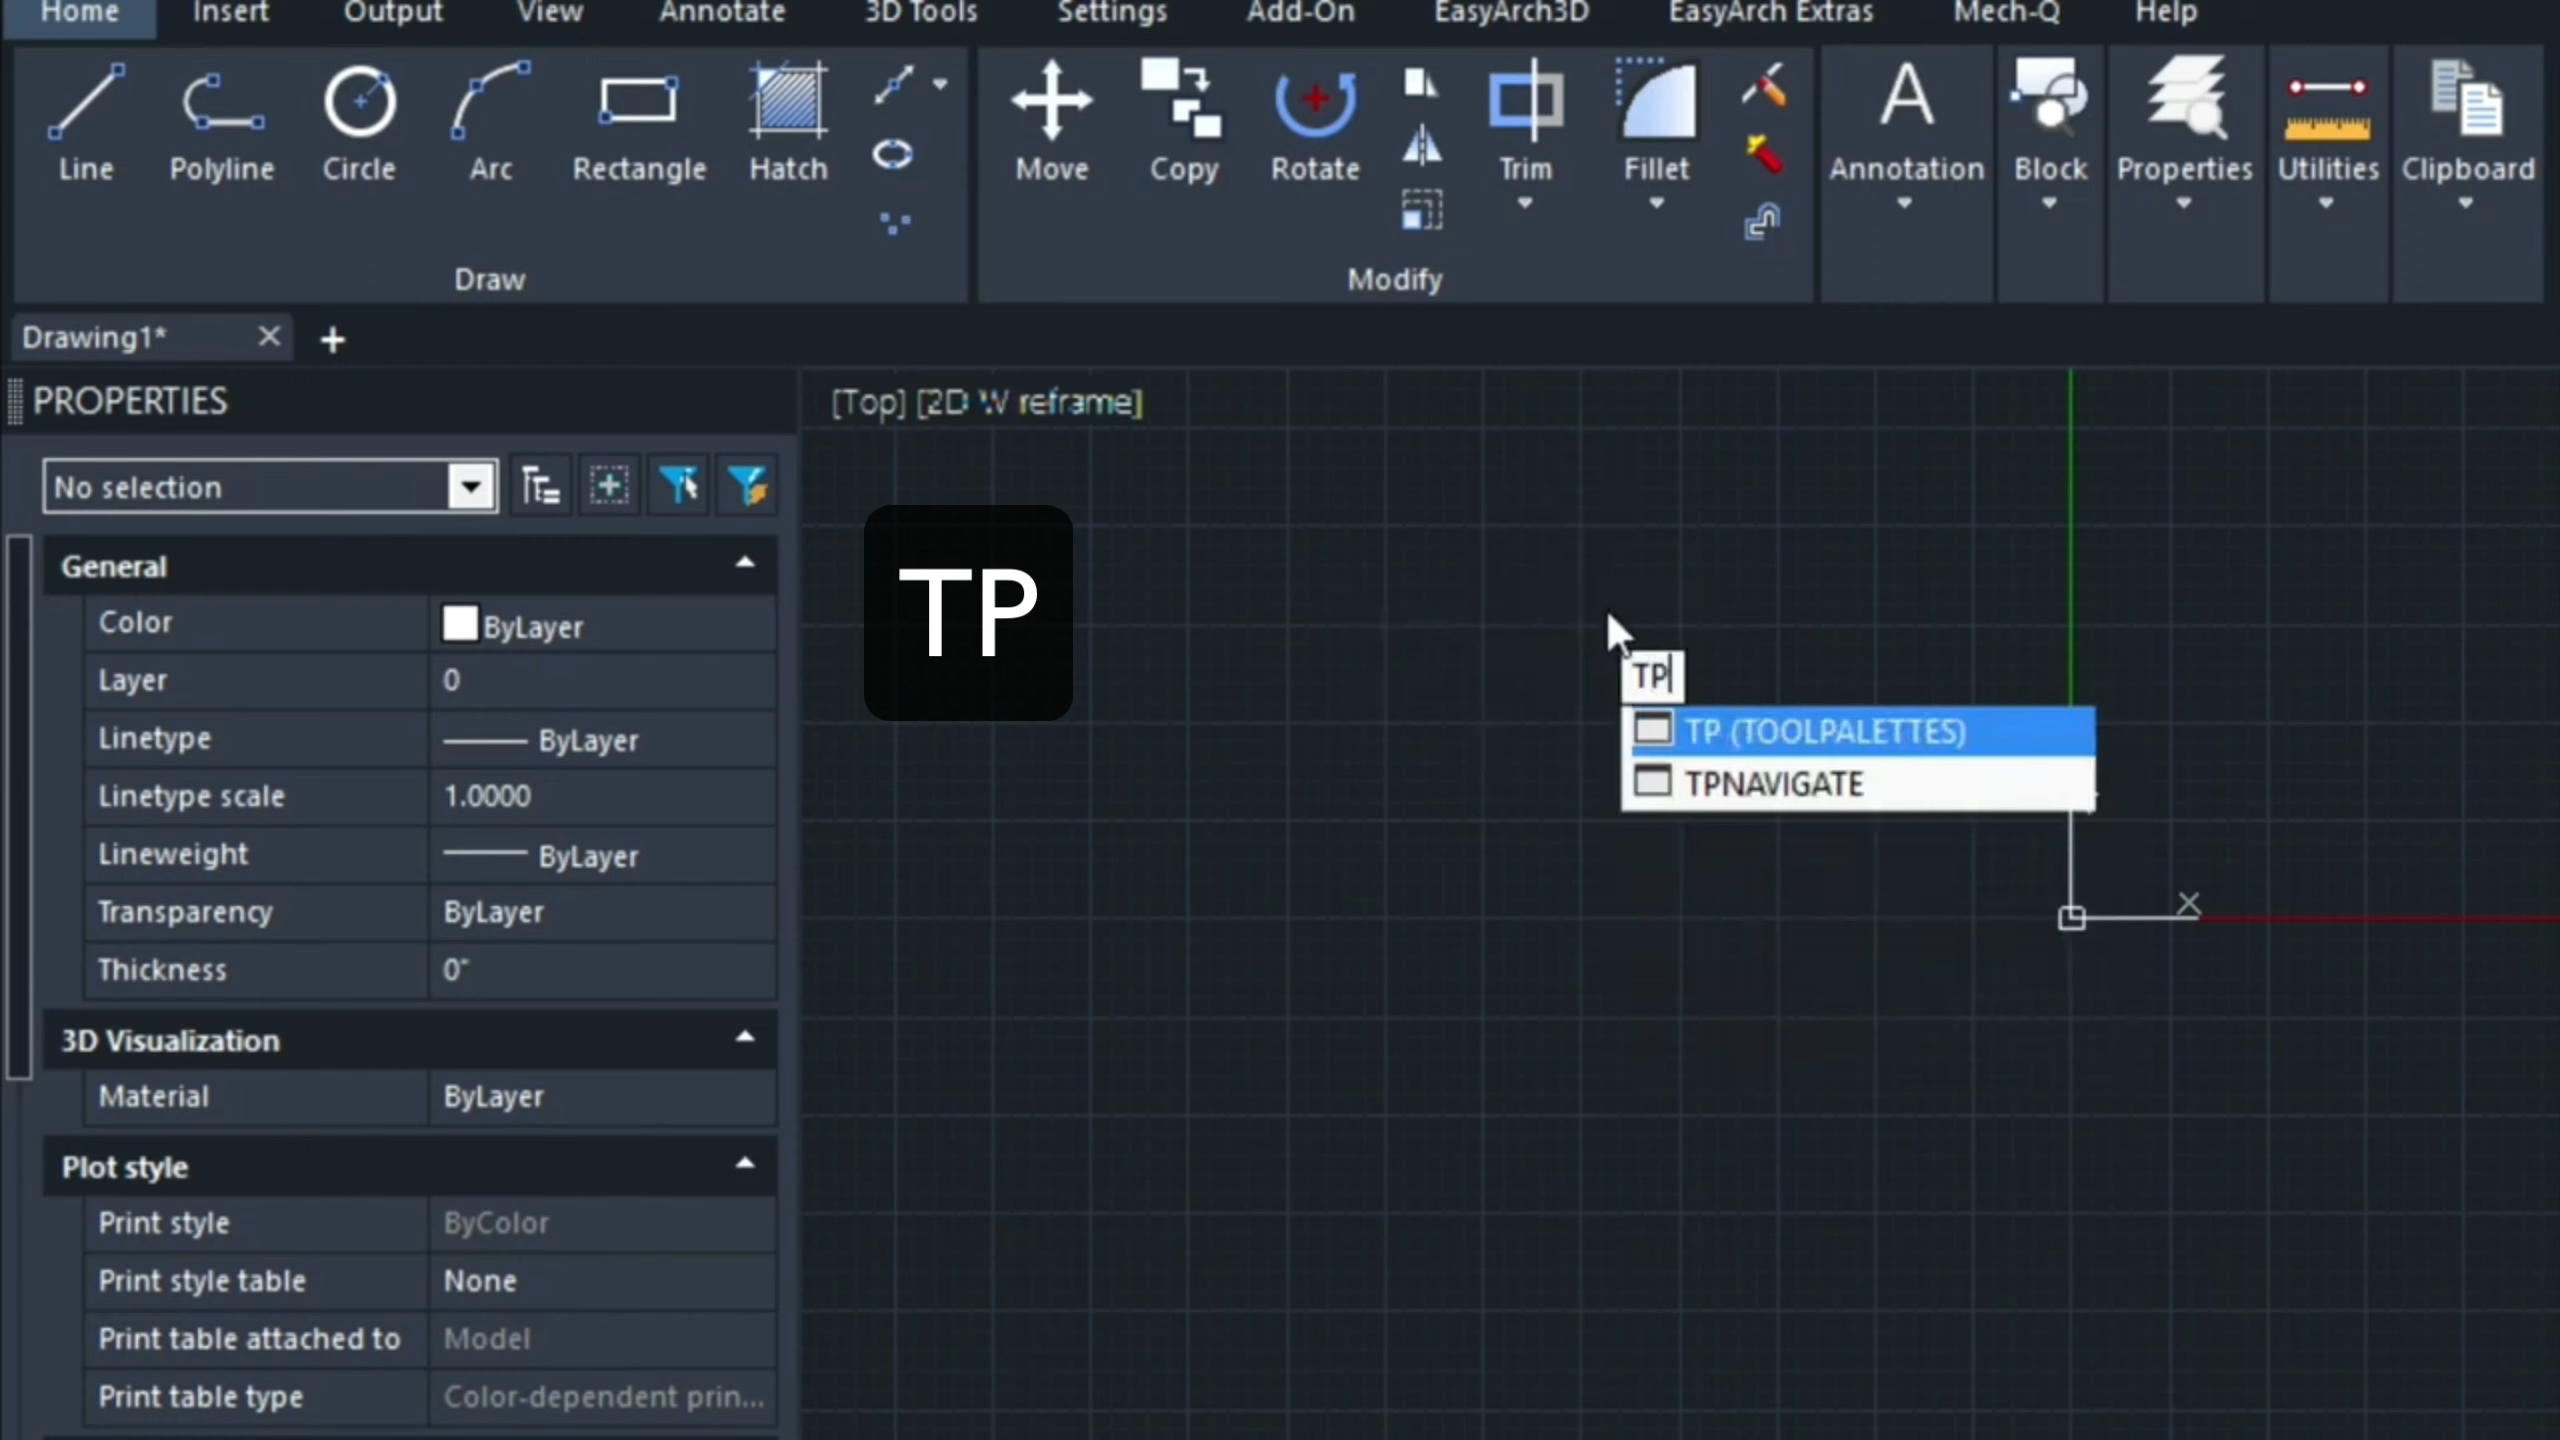 Home Insert Output View Annotate 3D Tools Settings Add-On EasyArch3D EasyArch Extras Mech-Q Help
Line Polyline Circle Arc Rectangle Hatch
Draw
Move Copy Rotate Trim Fillet
Modify
Annotation Block Properties Utilities Clipboard
Drawing1*
PROPERTIES
[Top] [2D W reframe]
No selection
General
Color ByLayer
Layer 0
Linetype ByLayer
Linetype scale 1.0000
Lineweight ByLayer
Transparency ByLayer
Thickness 0"
3D Visualization
Material ByLayer
Plot style
Print style ByColor
Print style table None
Print table attached to Model
Print table type Color-dependent prin...
TP
TP
TP (TOOLPALETTES)
TPNAVIGATE
X